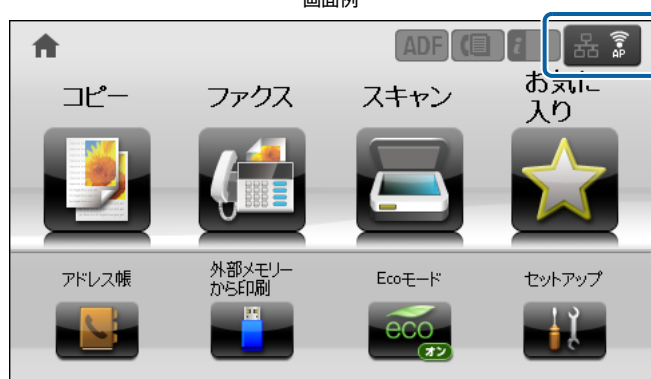 画面例
ADF
i
AP
コピー
ファクス
スキャン
お気に
入り
アドレス帳
外部メモリー
から印刷
Ecoモード
セットアップ
eco
オン